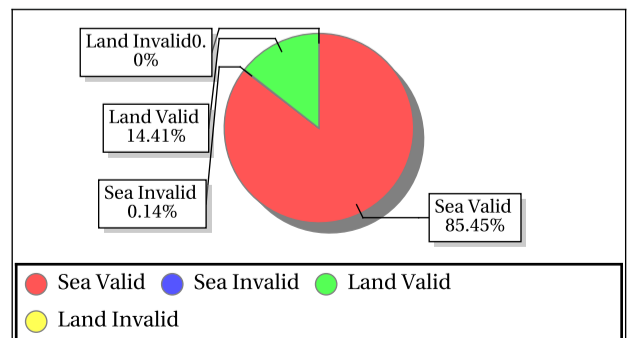 Land Invalid0.
0%
Land Valid
14.41%
Sea Invalid
0.14%
Sea Valid
85.45%
Sea Valid Sea Invalid Land Valid
Land Invalid